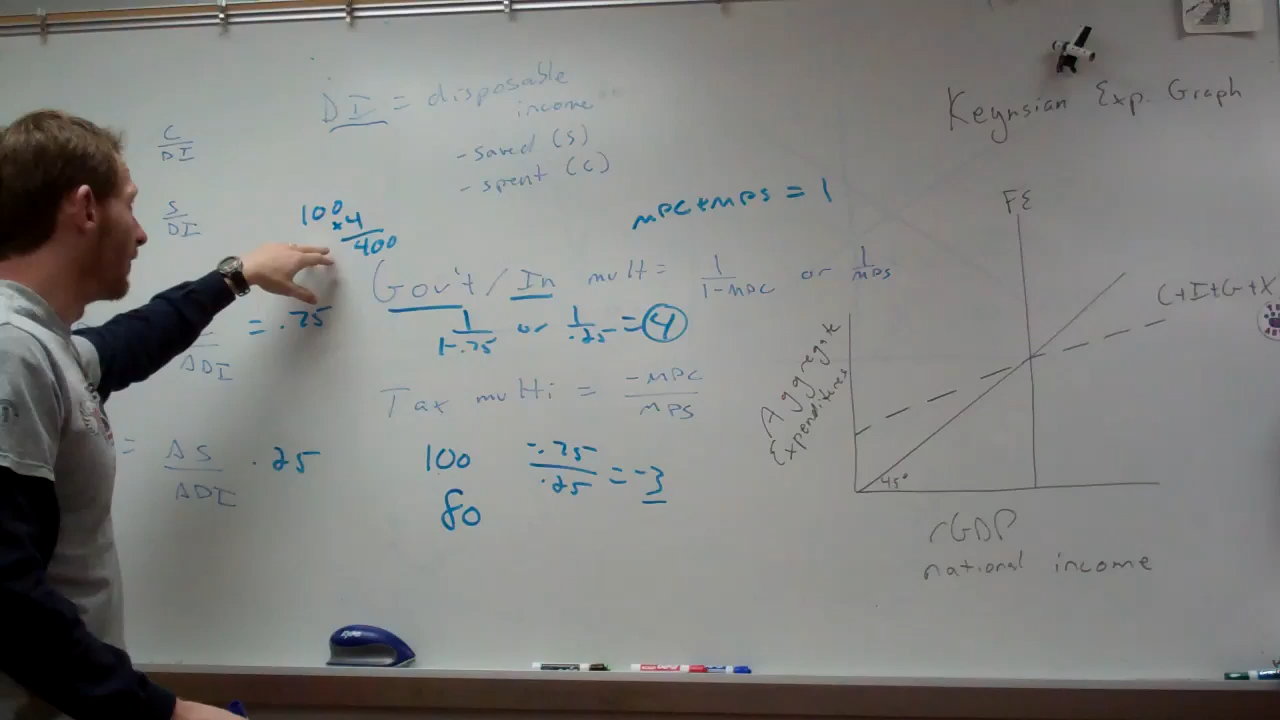 DI = disposable
income
- saved (S)
- spent (C)
C
DI
S
DI
100
x4
400
MPC+MPS = 1
Gov't / In mult = 1/1-MPC or 1/MPS
1/1-.75 or 1/.25 = 4
= .75
ΔDI
Tax multi = -MPC/MPS
= ΔS/ΔDI .25
100
80
-.75/.25 = -3
Keynsian Exp. Graph
FE
C+I+G+X
Aggregate
Expenditures
45°
rGDP
national income